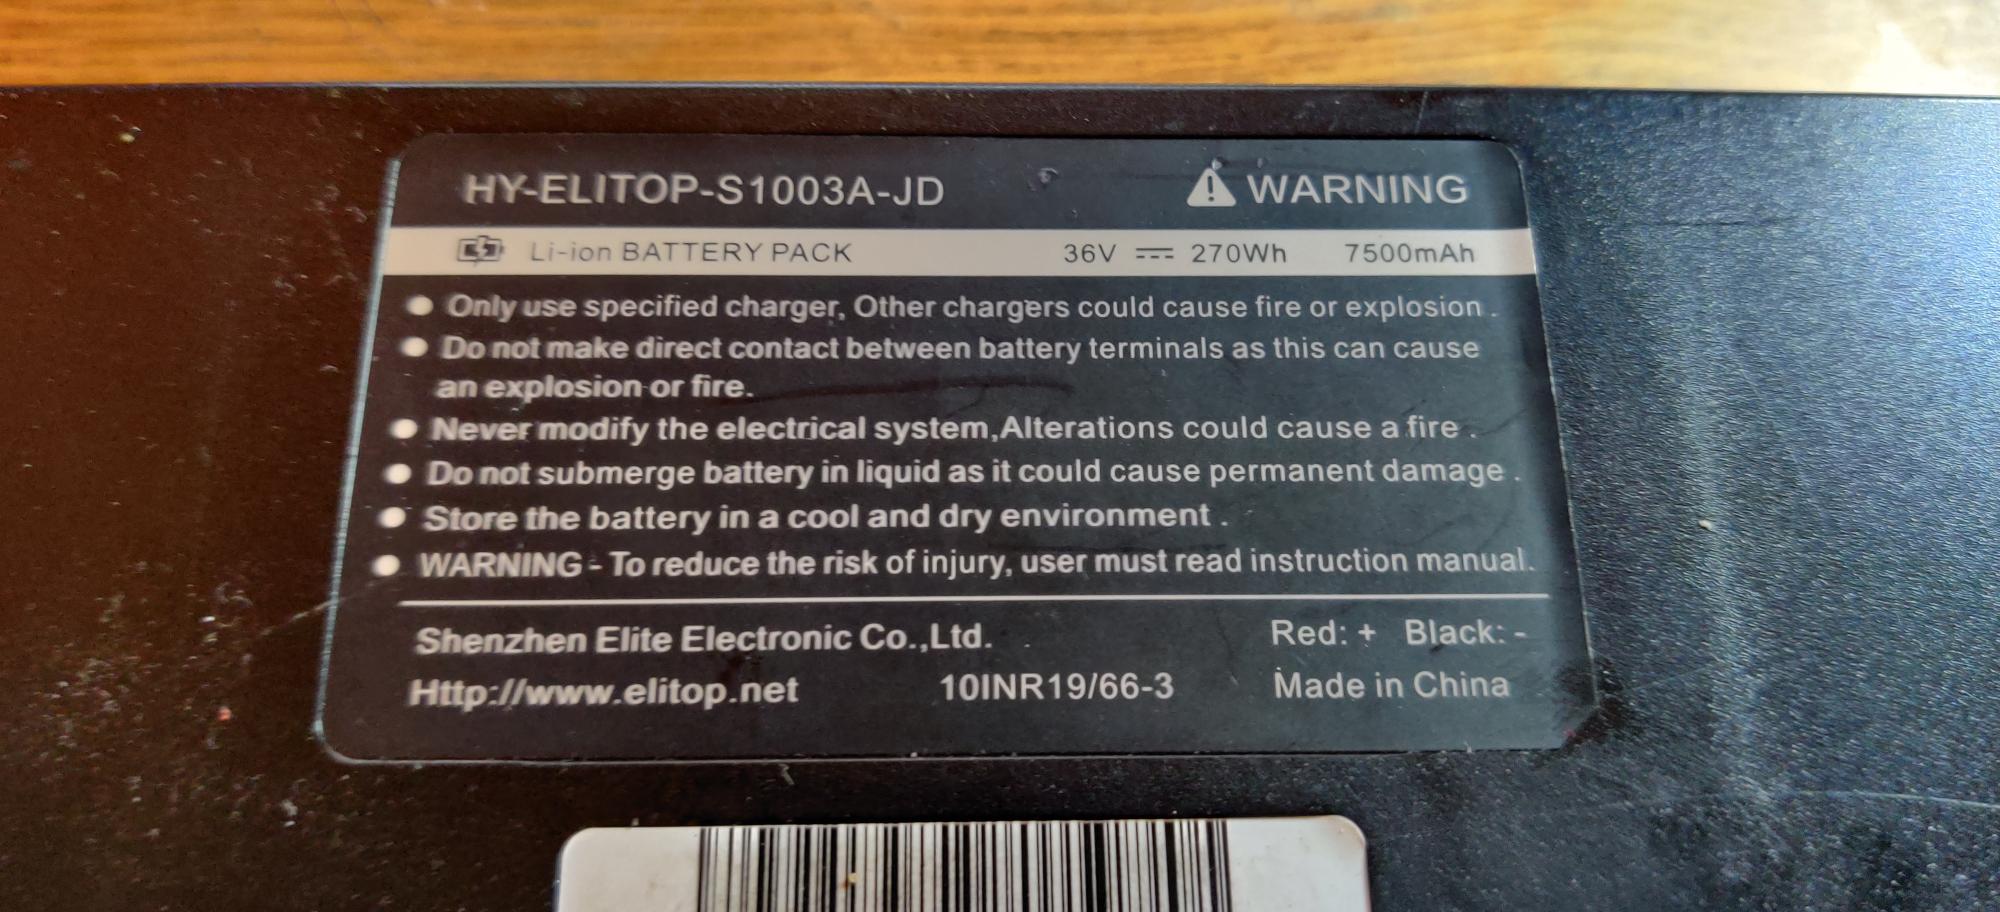 HY-ELITOP-S1003A-JD ⚠ WARNING
Li-ion BATTERY PACK 36V ⎓ 270Wh 7500mAh
● Only use specified charger, Other chargers could cause fire or explosion .
● Do not make direct contact between battery terminals as this can cause
an explosion or fire.
● Never modify the electrical system,Alterations could cause a fire .
● Do not submerge battery in liquid as it could cause permanent damage .
● Store the battery in a cool and dry environment .
● WARNING - To reduce the risk of injury, user must read instruction manual.
Shenzhen Elite Electronic Co.,Ltd. Red: + Black: -
Http://www.elitop.net 10INR19/66-3 Made in China